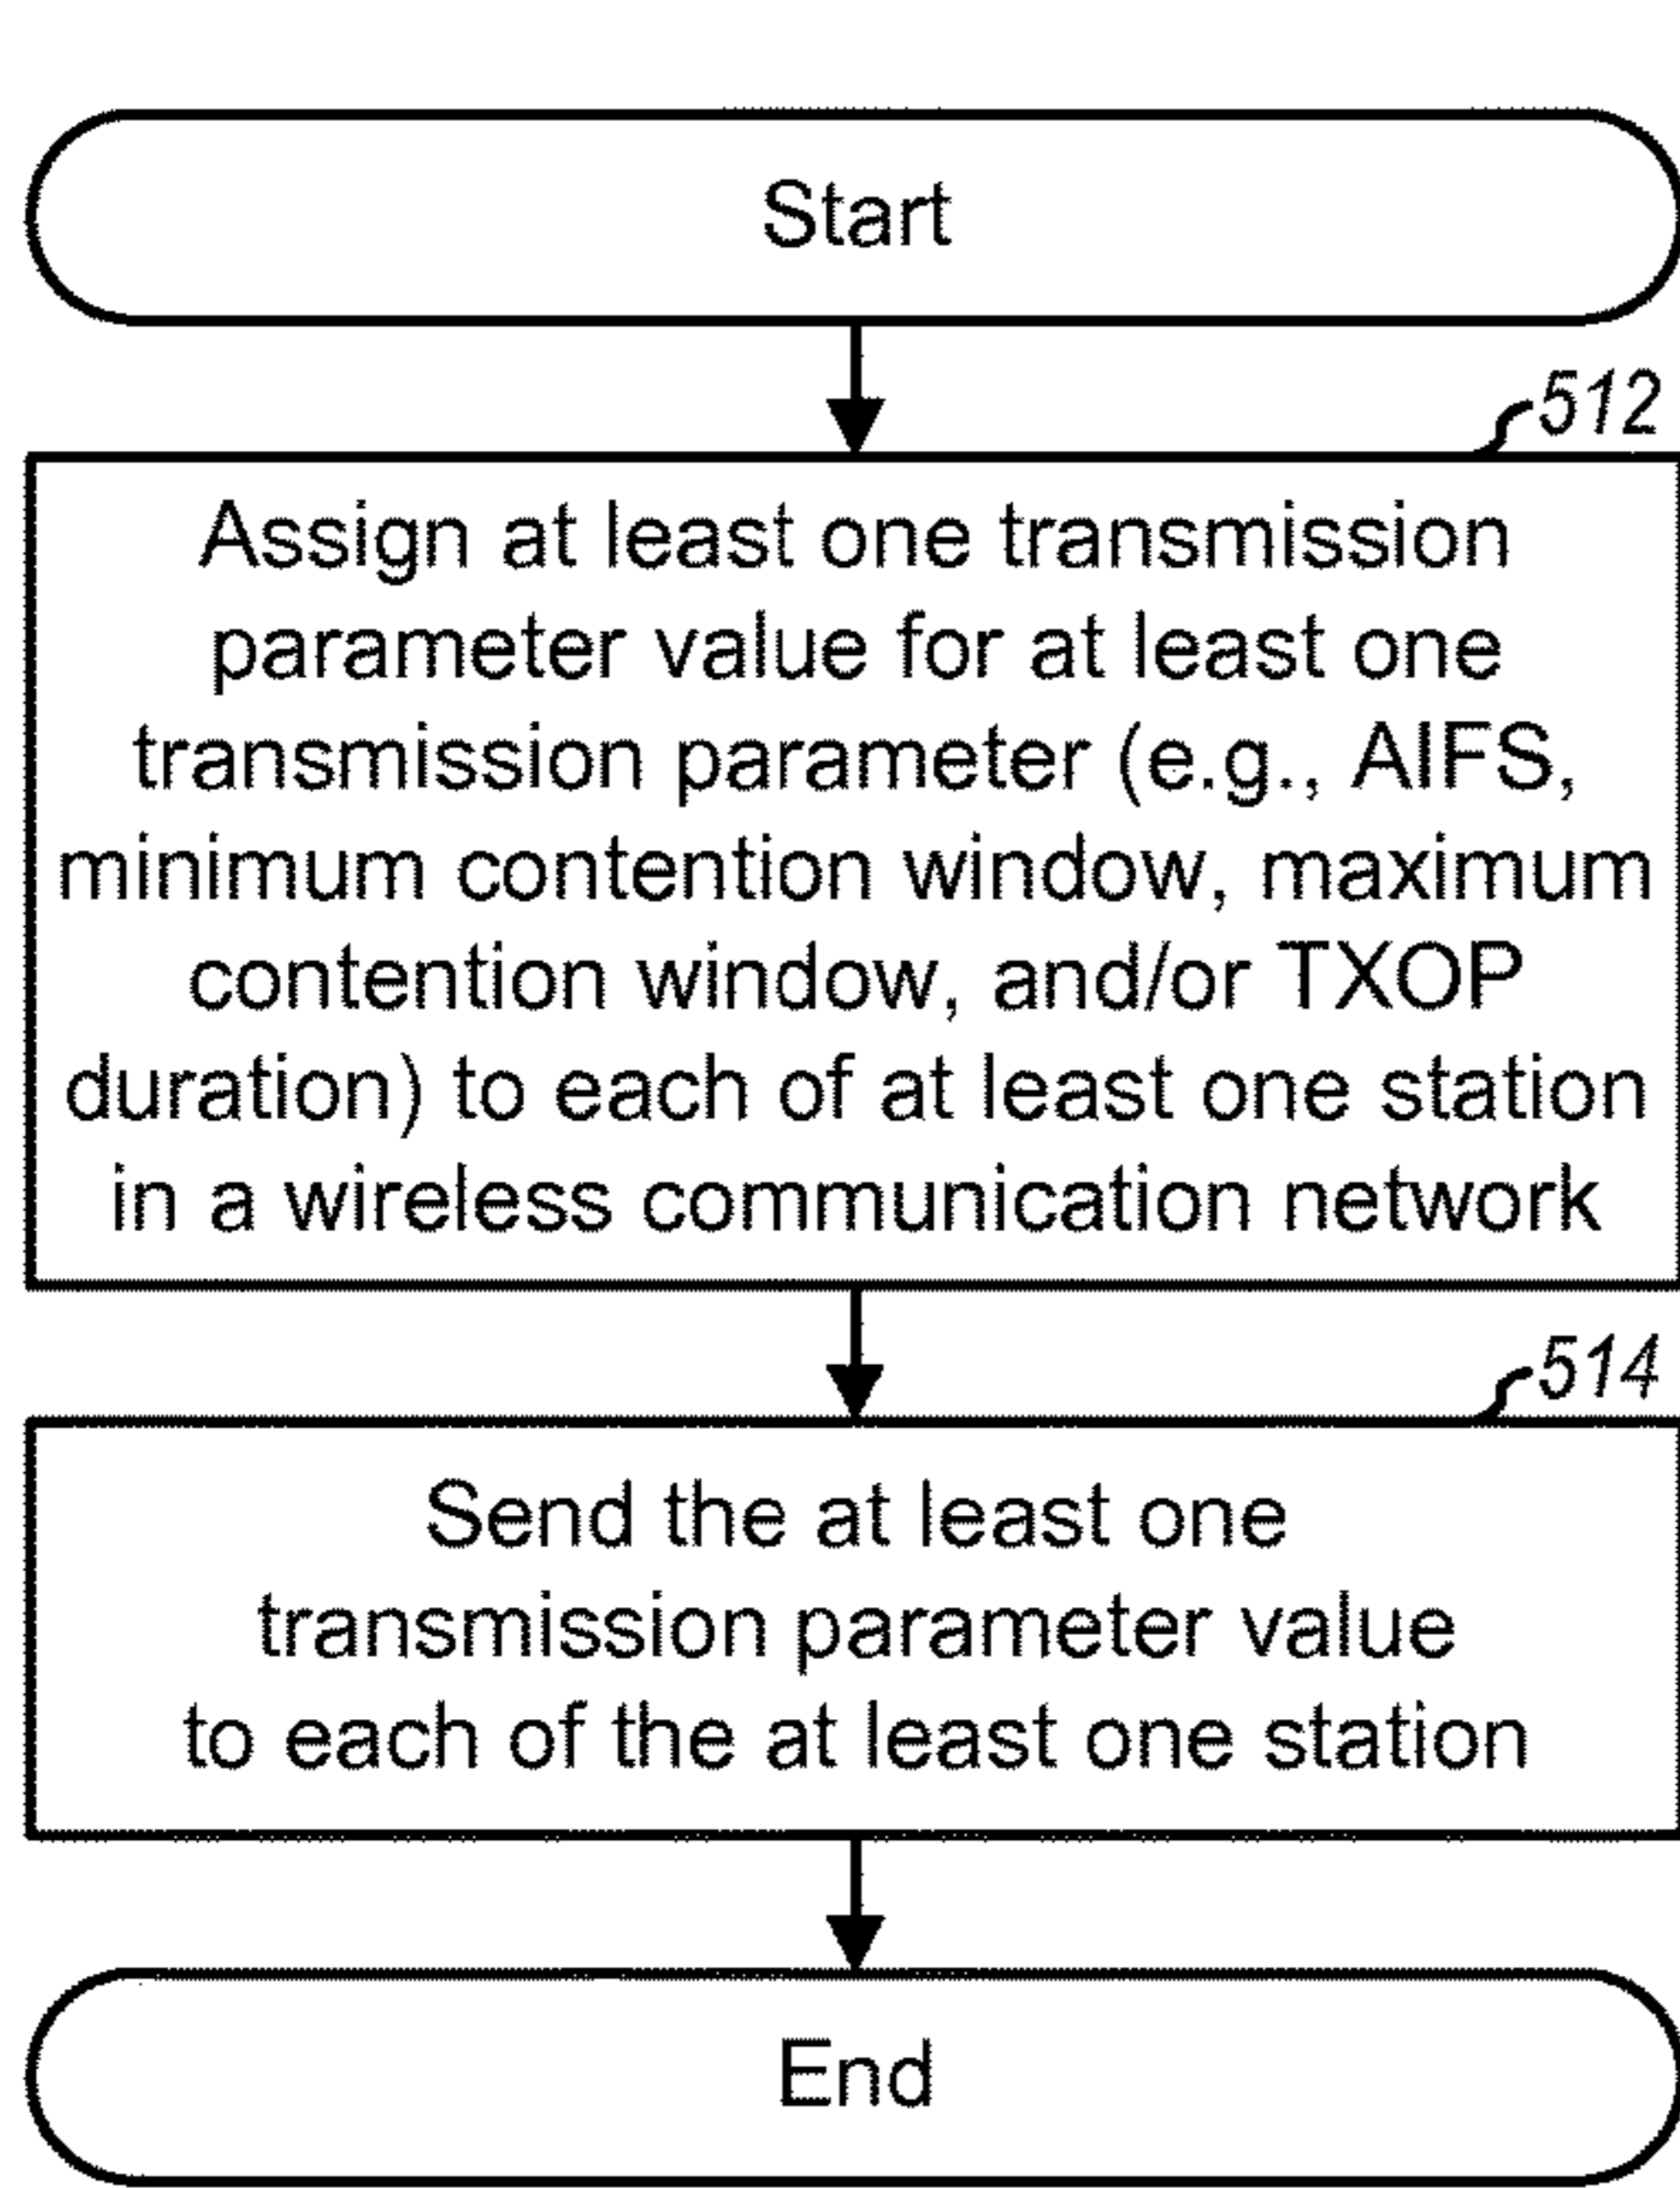 Start
512
Assign at least one transmission
parameter value for at least one
transmission parameter (e.g., AIFS,
minimum contention window, maximum
contention window, and/or TXOP
duration) to each of at least one station
in a wireless communication network
514
Send the at least one
transmission parameter value
to each of the at least one station
End